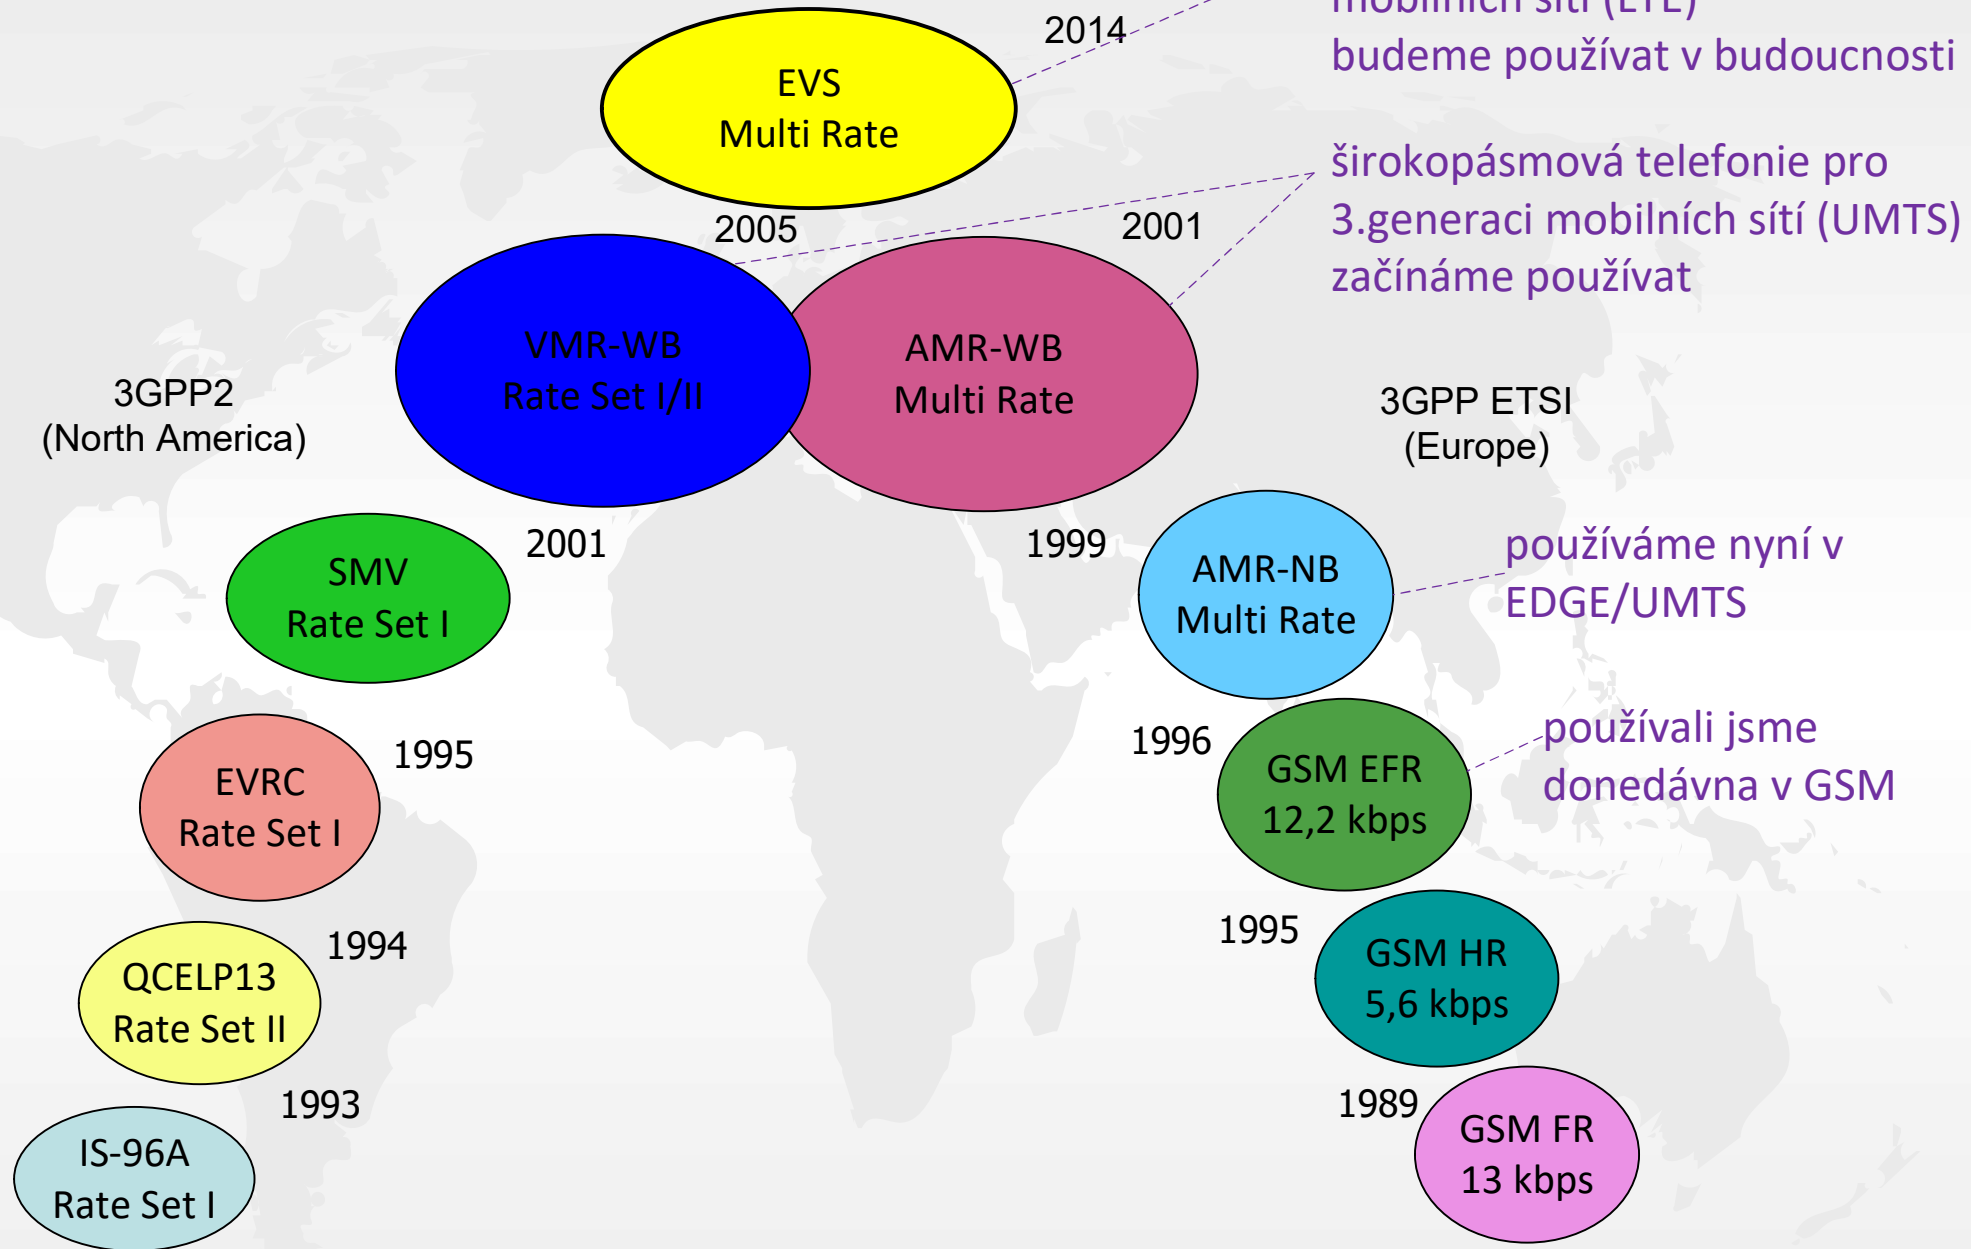 mobilních sítí (LTE)
budeme používat v budoucnosti
2014
EVS
Multi Rate
širokopásmová telefonie pro
3.generaci mobilních sítí (UMTS)
začínáme používat
2005
2001
VMR-WB
Rate Set I/II
AMR-WB
Multi Rate
3GPP2
(North America)
3GPP ETSI
(Europe)
2001
1999
SMV
Rate Set I
AMR-NB
Multi Rate
používáme nyní v
EDGE/UMTS
1995
1996
EVRC
Rate Set I
GSM EFR
12,2 kbps
používali jsme
donedávna v GSM
1994
1995
QCELP13
Rate Set II
GSM HR
5,6 kbps
1993
1989
IS-96A
Rate Set I
GSM FR
13 kbps